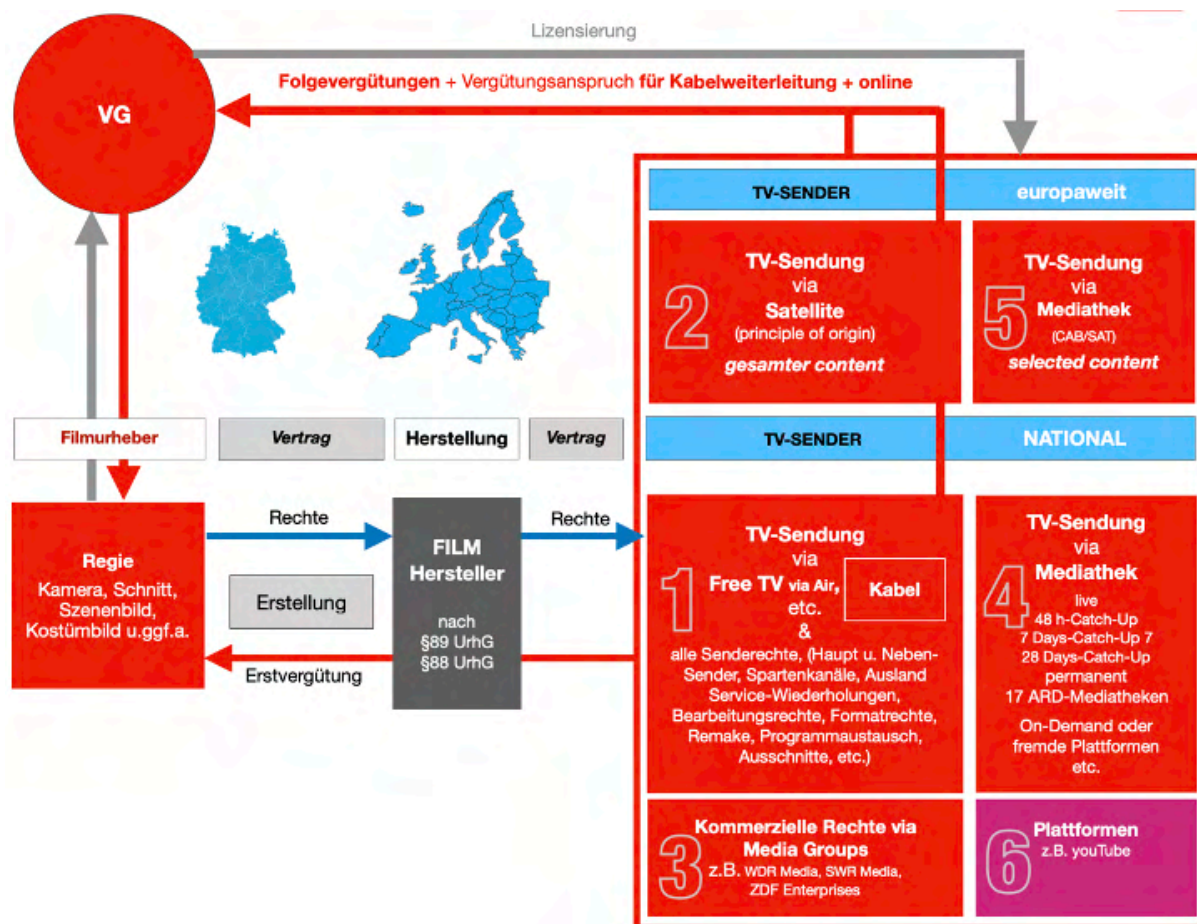 Lizensierung
Folgevergütungen + Vergütungsanspruch für Kabelweiterleitung + online
VG
TV-SENDER
europaweit
2
TV-Sendung
via
Satellite
(principle of origin)
gesamter content
5
TV-Sendung
via
Mediathek
(CAB/SAT)
selected content
Filmurheber
Vertrag
Herstellung
Vertrag
TV-SENDER
NATIONAL
Regie
Kamera, Schnitt,
Szenenbild,
Kostümbild u.ggf.a.
Rechte
Erstellung
Erstvergütung
FILM
Hersteller
nach
§89 UrhG
§88 UrhG
Rechte
1
TV-Sendung
via
Free TV via Air,
etc.
&
Kabel
alle Senderechte, (Haupt u. Neben-
Sender, Spartenkanäle, Ausland
Service-Wiederholungen,
Bearbeitungsrechte, Formatrechte,
Remake, Programmaustausch,
Ausschnitte, etc.)
4
TV-Sendung
via
Mediathek
live
48 h-Catch-Up
7 Days-Catch-Up 7
28 Days-Catch-Up
permanent
17 ARD-Mediatheken
On-Demand oder
fremde Plattformen
etc.
3
Kommerzielle Rechte via
Media Groups
z.B. WDR Media, SWR Media,
ZDF Enterprises
6
Plattformen
z.B. youTube